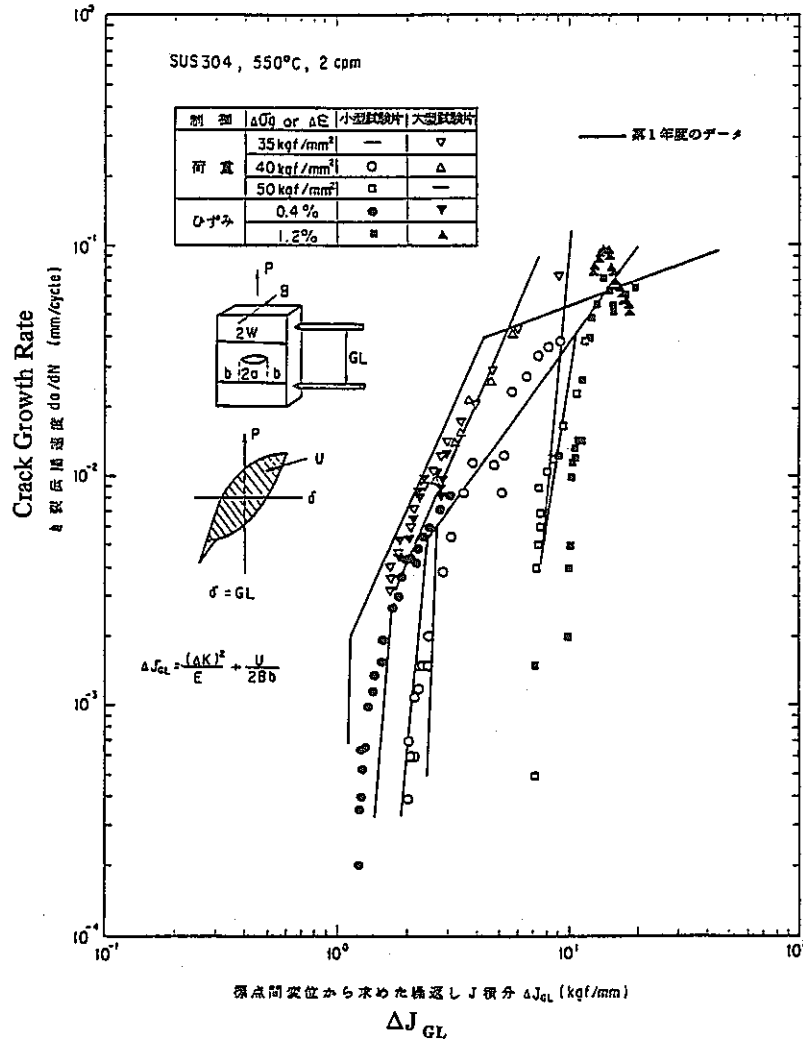 10⁰
SUS304, 550°C, 2 cpm
制御 Δσg or Δε 小型試験片 大型試験片
荷重 35 kgf/mm² — ▽
40 kgf/mm² ○ △
50 kgf/mm² □ —
ひずみ 0.4% ● ▼
1.2% ■ ▲
第1年度のデータ
10⁻¹
P
B
2W
b 2a b
GL
Crack Growth Rate
き裂伝播速度 da/dN (mm/cycle)
10⁻²
P
U
δ
δ = GL
ΔJGL = (ΔK)²/E + U/2Bb
10⁻³
10⁻⁴
10⁻¹ 10⁰ 10¹ 10²
標点間変位から求めた繰返し J 積分 ΔJGL (kgf/mm)
ΔJ GL